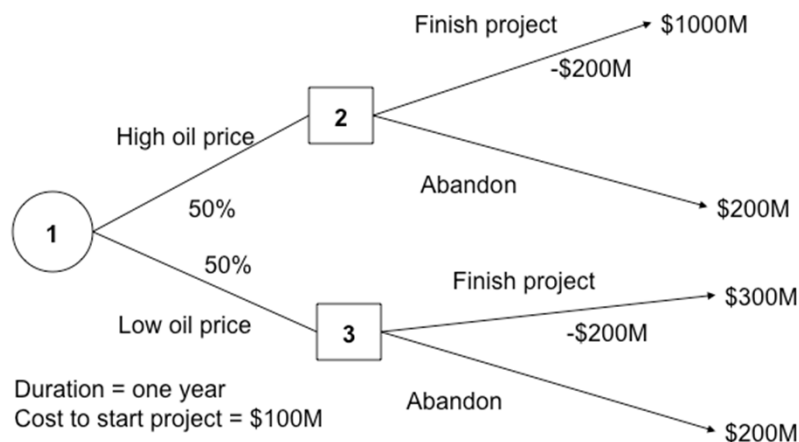 Finish project
$1000M
-$200M
2
High oil price
Abandon
50%
$200M
1
50%
Finish project
$300M
Low oil price
3
-$200M
Duration = one year
Abandon
Cost to start project = $100M
$200M